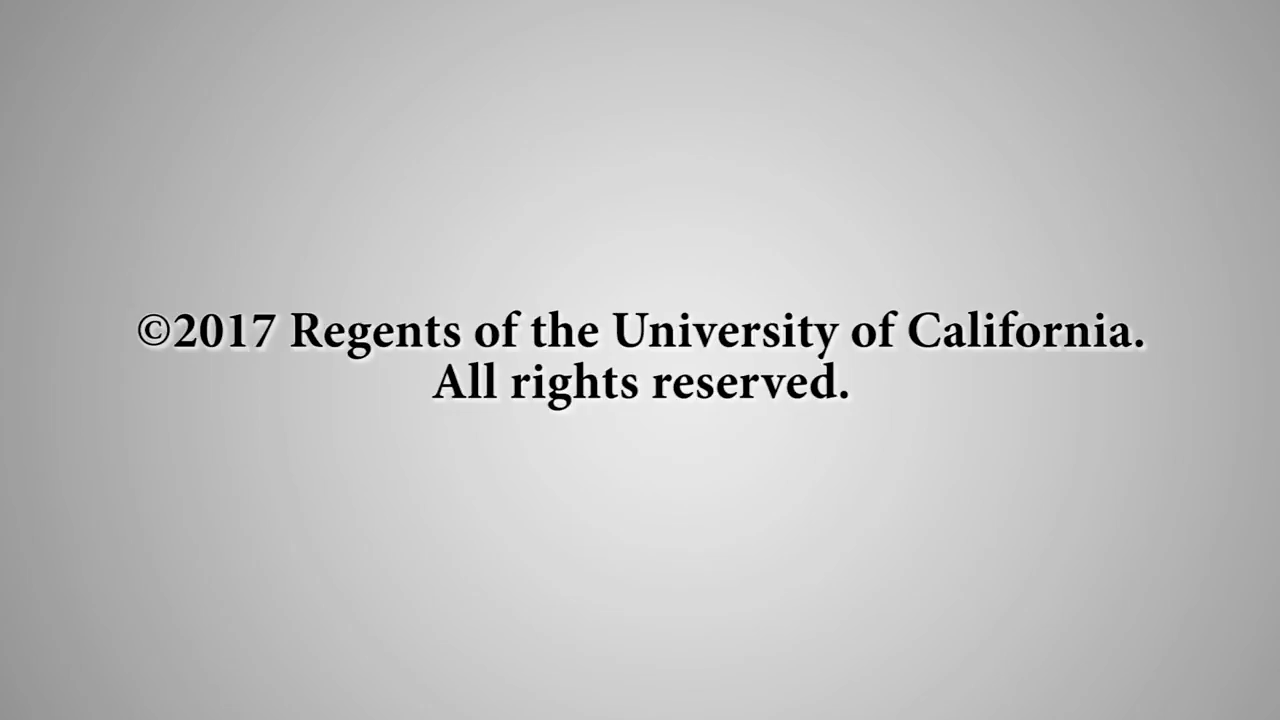 ©2017 Regents of the University of California.
All rights reserved.